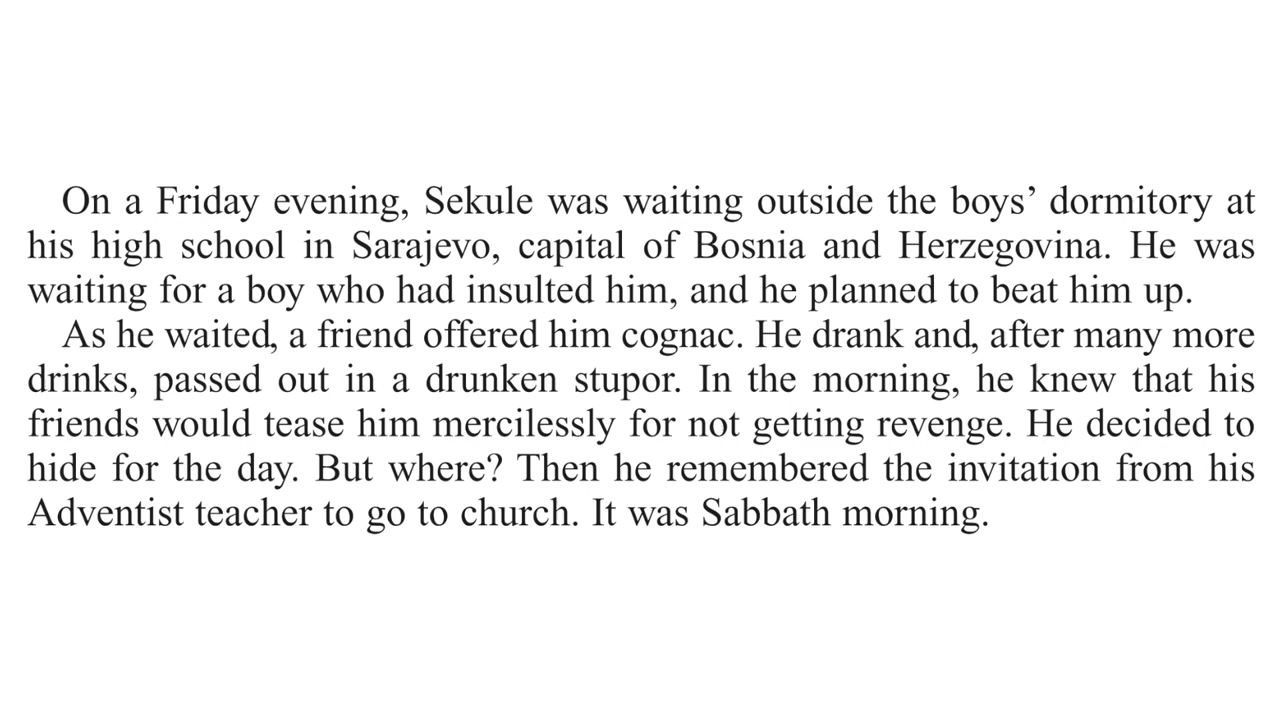 On a Friday evening, Sekule was waiting outside the boys’ dormitory at
his high school in Sarajevo, capital of Bosnia and Herzegovina. He was
waiting for a boy who had insulted him, and he planned to beat him up.
As he waited, a friend offered him cognac. He drank and, after many more
drinks, passed out in a drunken stupor. In the morning, he knew that his
friends would tease him mercilessly for not getting revenge. He decided to
hide for the day. But where? Then he remembered the invitation from his
Adventist teacher to go to church. It was Sabbath morning.